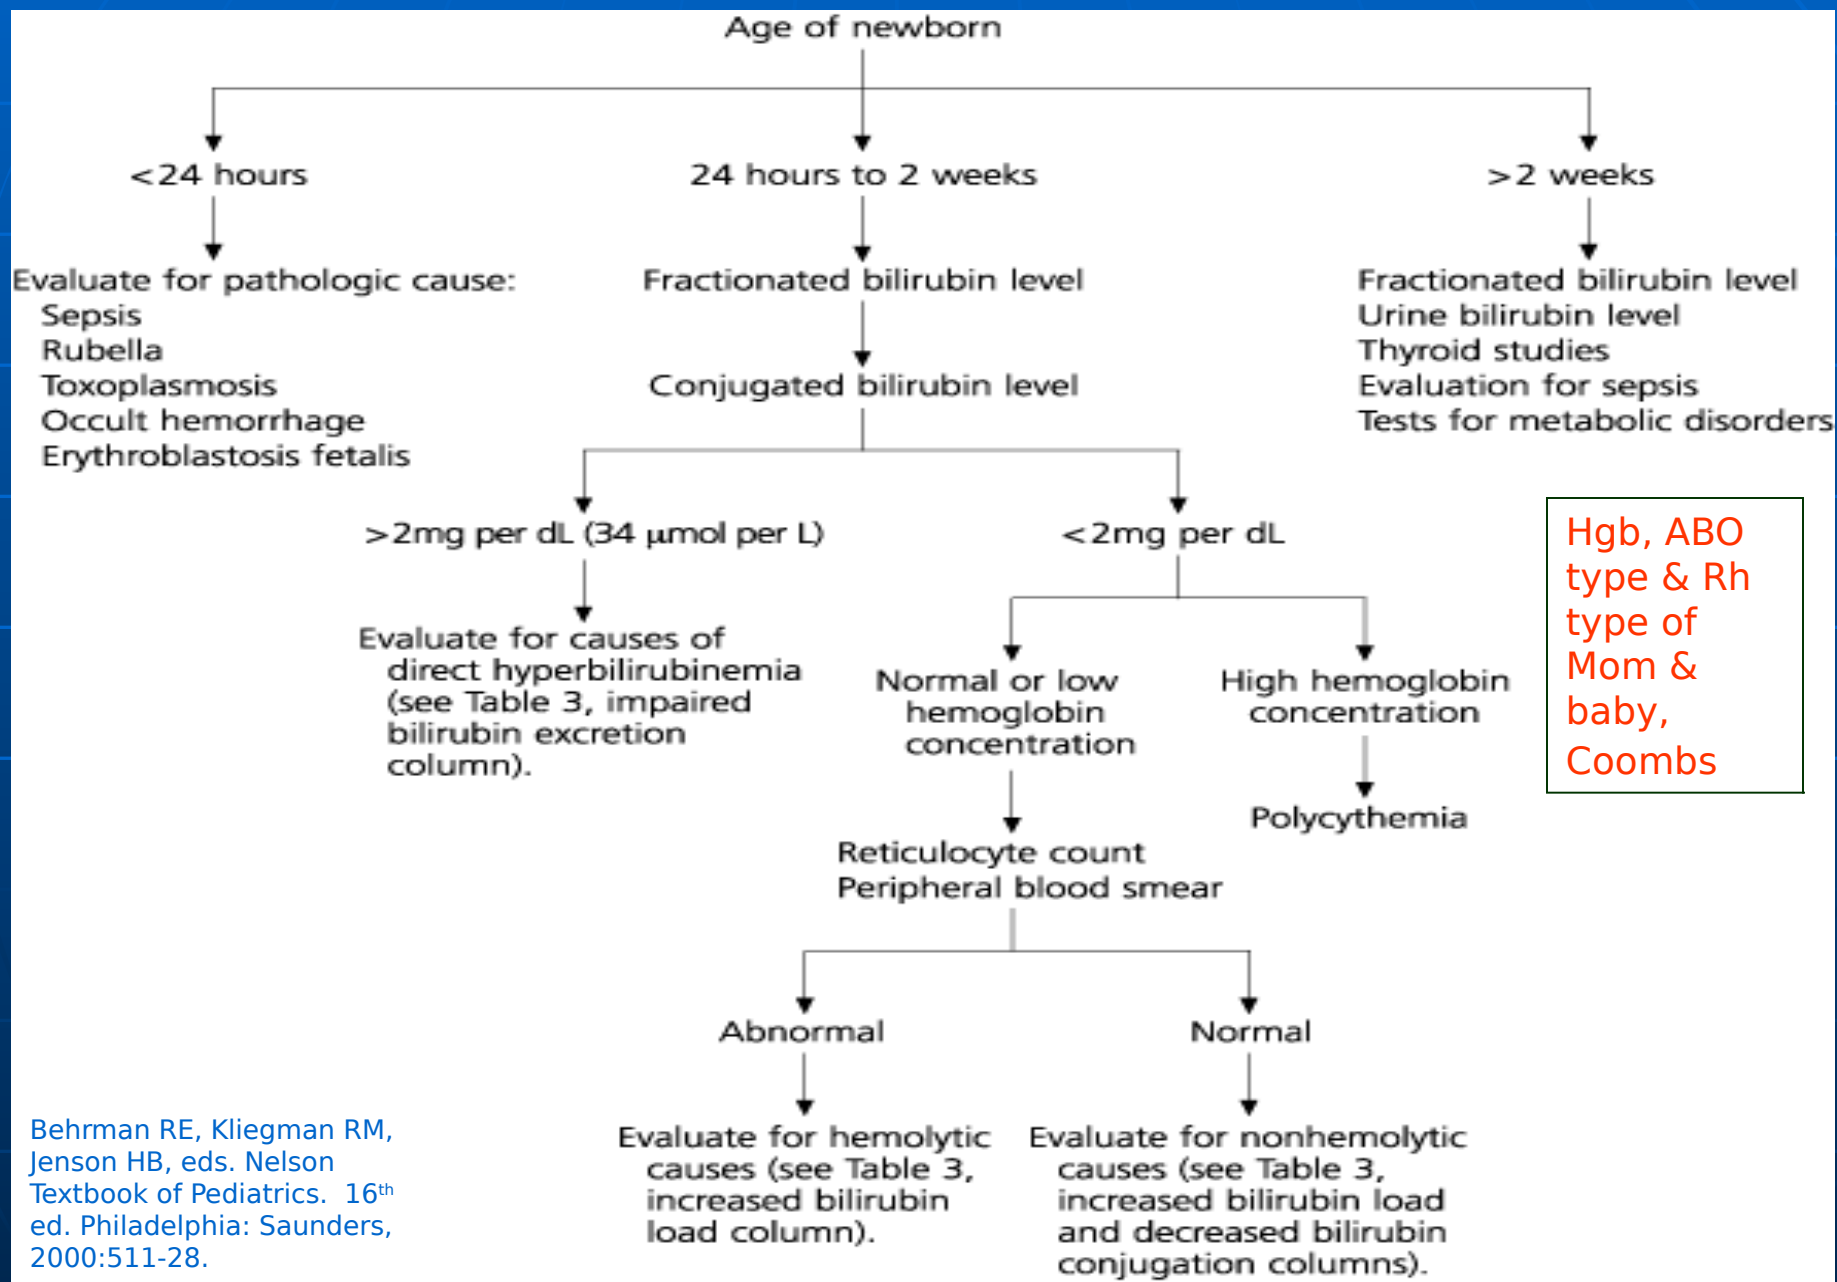 Age of newborn
<24 hours
24 hours to 2 weeks
>2 weeks
Evaluate for pathologic cause:
Sepsis
Rubella
Toxoplasmosis
Occult hemorrhage
Erythroblastosis fetalis
Fractionated bilirubin level
Conjugated bilirubin level
Fractionated bilirubin level
Urine bilirubin level
Thyroid studies
Evaluation for sepsis
Tests for metabolic disorders
>2mg per dL (34 µmol per L)
<2mg per dL
Evaluate for causes of
direct hyperbilirubinemia
(see Table 3, impaired
bilirubin excretion
column).
Normal or low
hemoglobin
concentration
High hemoglobin
concentration
Polycythemia
Hgb, ABO
type & Rh
type of
Mom &
baby,
Coombs
Reticulocyte count
Peripheral blood smear
Abnormal
Normal
Evaluate for hemolytic
causes (see Table 3,
increased bilirubin
load column).
Evaluate for nonhemolytic
causes (see Table 3,
increased bilirubin load
and decreased bilirubin
conjugation columns).
Behrman RE, Kliegman RM,
Jenson HB, eds. Nelson
Textbook of Pediatrics. 16th
ed. Philadelphia: Saunders,
2000:511-28.